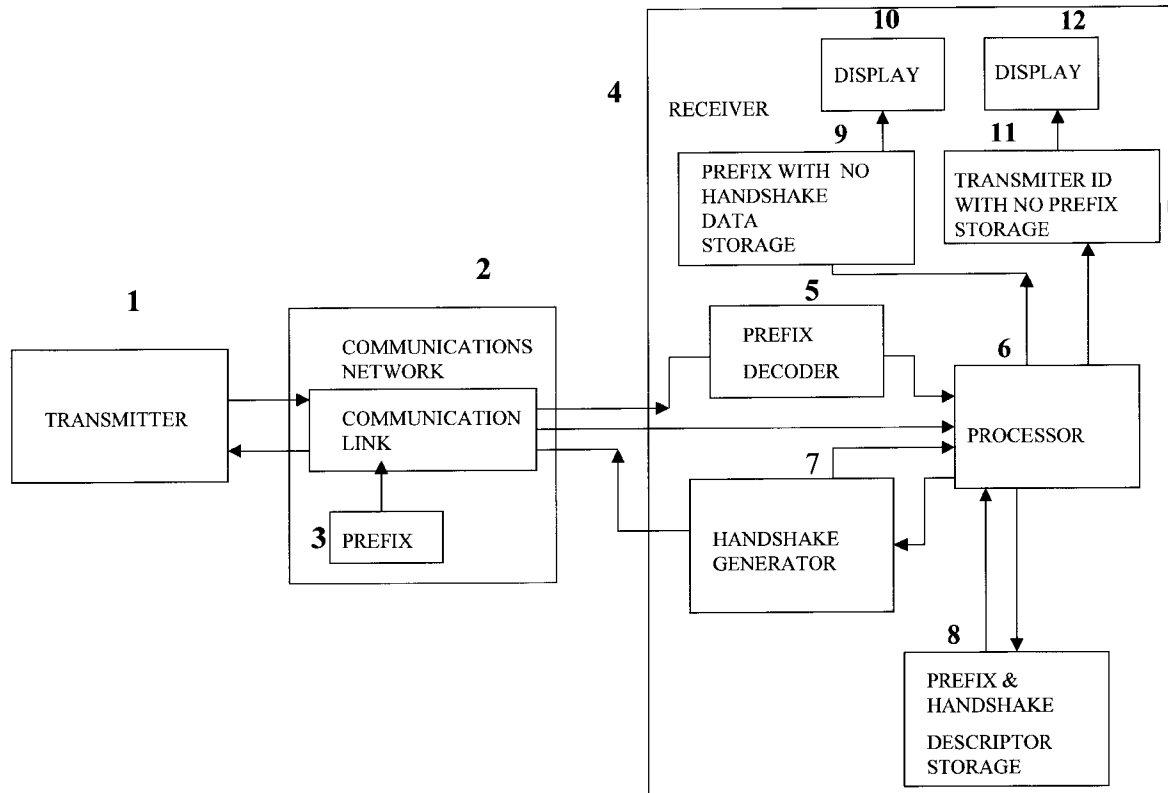 10
12
DISPLAY
DISPLAY
4
RECEIVER
9
11
PREFIX WITH NO
HANDSHAKE
DATA
STORAGE
TRANSMITER ID
WITH NO PREFIX
STORAGE
2
1
5
COMMUNICATIONS
NETWORK
PREFIX
DECODER
6
TRANSMITTER
COMMUNICATION
LINK
PROCESSOR
7
3
PREFIX
HANDSHAKE
GENERATOR
8
PREFIX &
HANDSHAKE
DESCRIPTOR
STORAGE